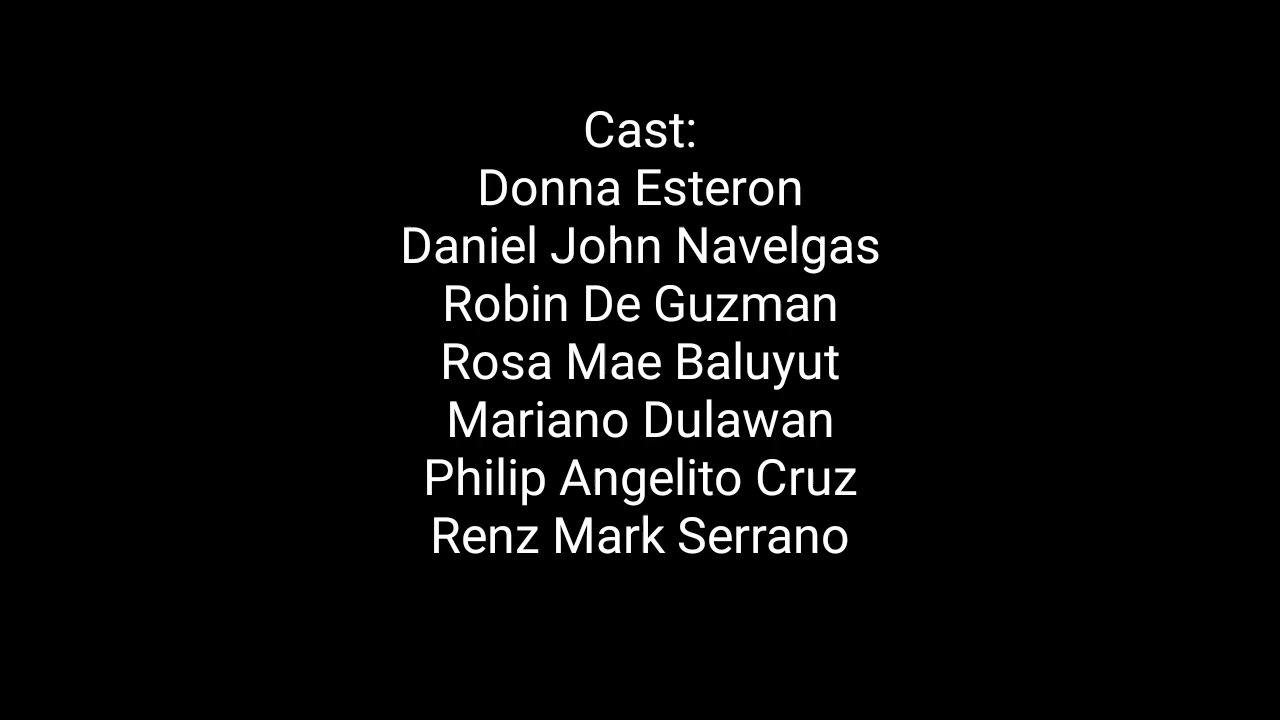 Cast:
Donna Esteron
Daniel John Navelgas
Robin De Guzman
Rosa Mae Baluyut
Mariano Dulawan
Philip Angelito Cruz
Renz Mark Serrano